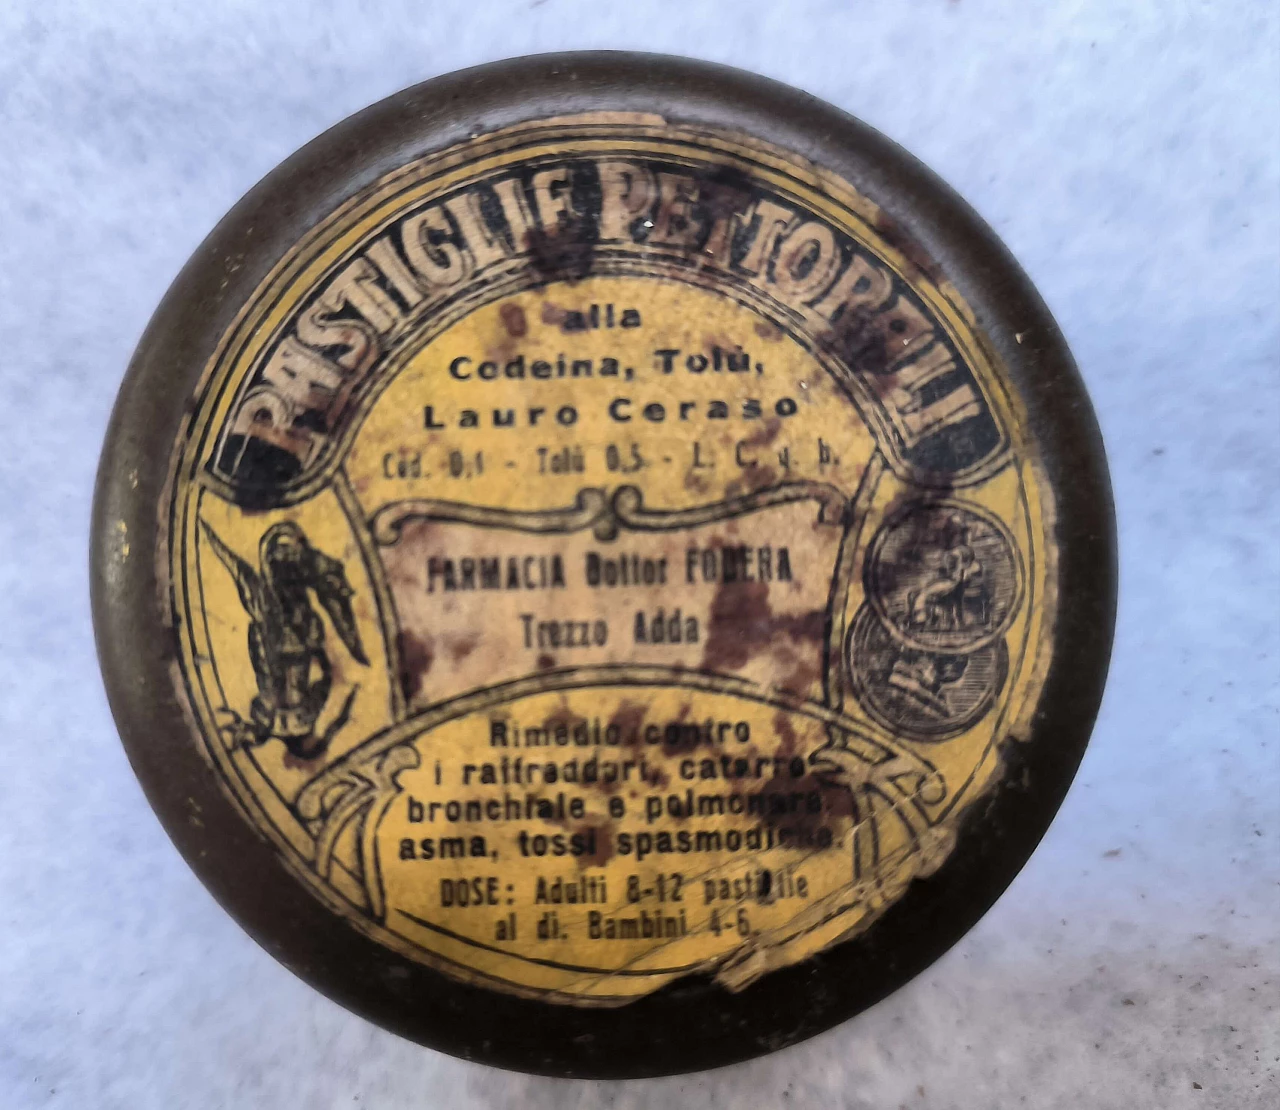 PASTIGLIE PETTORALI
alla
Codeina, Tolù,
Lauro Ceraso
Cod. 0,1 - Tolù 0,5 - L. C. q. b.
FARMACIA Dottor FODERA
Trezzo Adda
Rimedio contro
i raffreddori, catarro
bronchiale e polmonare,
asma, tossi spasmodiche.
DOSE: Adulti 8-12 pastiglie
al dì. Bambini 4-6.